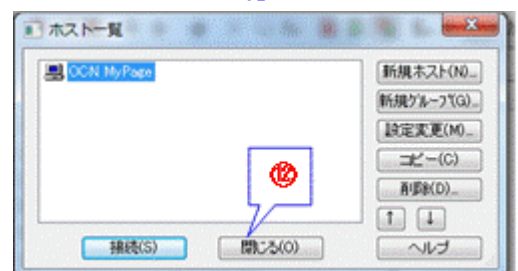 ホスト一覧
OCN MyPage
新規ホスト(N)...
新規グループ(G)...
設定変更(M)...
コピー(C)
削除(D)...
↑ ↓
⑫
接続(S) 閉じる(O) ヘルプ